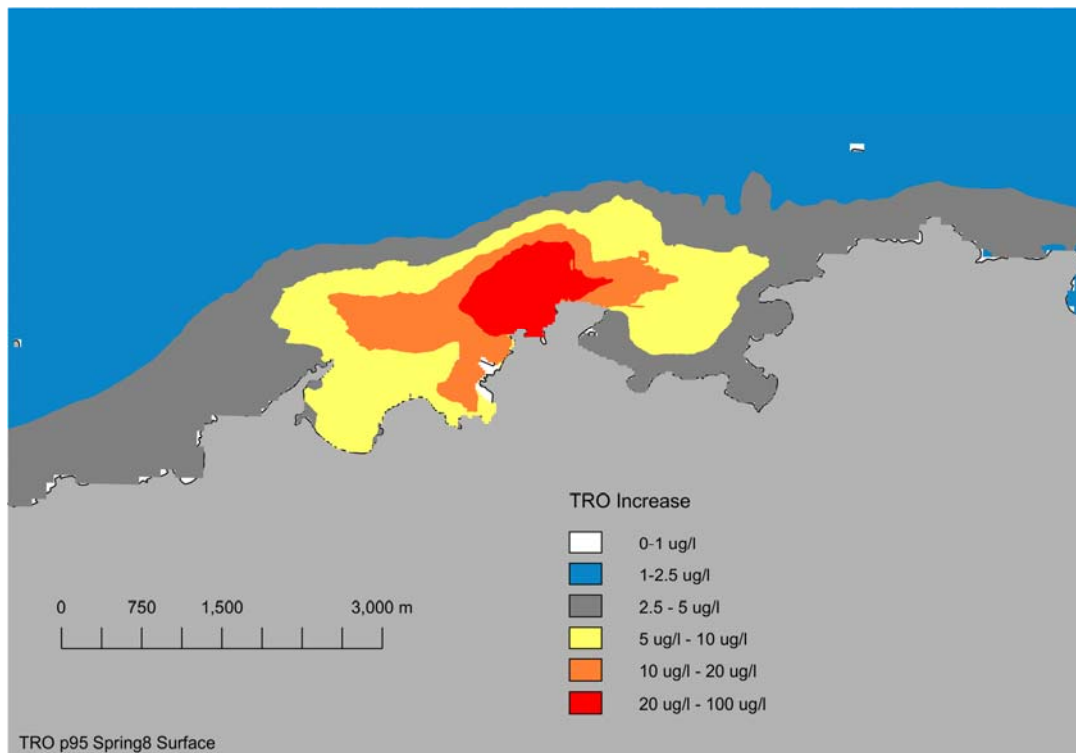 TRO Increase
0-1 ug/l
1-2.5 ug/l
2.5 - 5 ug/l
5 ug/l - 10 ug/l
10 ug/l - 20 ug/l
20 ug/l - 100 ug/l
0 750 1,500 3,000 m
TRO p95 Spring8 Surface